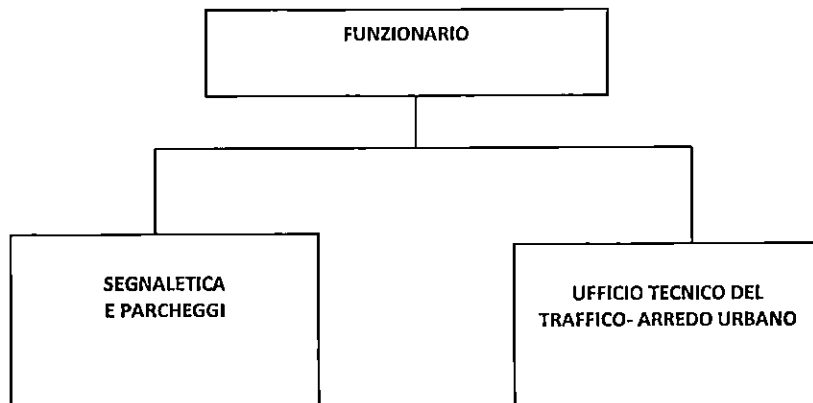 FUNZIONARIO
SEGNALETICA
E PARCHEGGI
UFFICIO TECNICO DEL
TRAFFICO- ARREDO URBANO